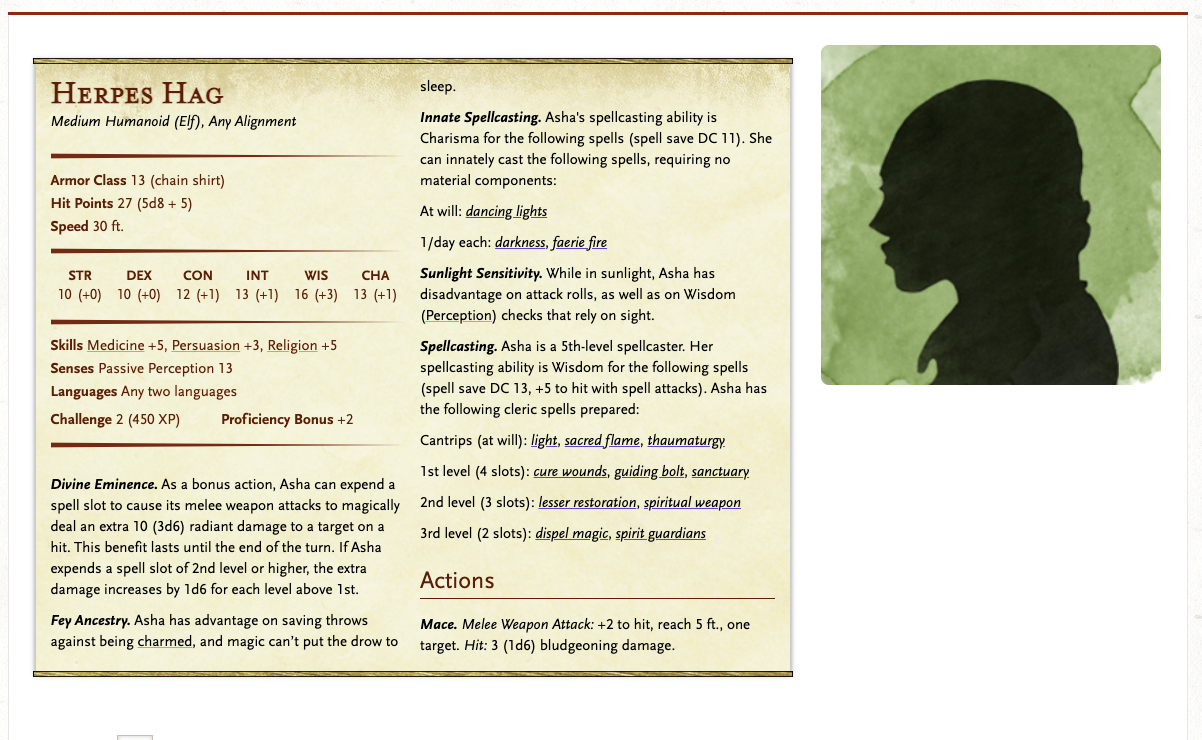 Herpes Hag
Medium Humanoid (Elf), Any Alignment
Armor Class 13 (chain shirt)
Hit Points 27 (5d8 + 5)
Speed 30 ft.
STR DEX CON INT WIS CHA
10 (+0) 10 (+0) 12 (+1) 13 (+1) 16 (+3) 13 (+1)
Skills Medicine +5, Persuasion +3, Religion +5
Senses Passive Perception 13
Languages Any two languages
Challenge 2 (450 XP) Proficiency Bonus +2
Divine Eminence. As a bonus action, Asha can expend a
spell slot to cause its melee weapon attacks to magically
deal an extra 10 (3d6) radiant damage to a target on a
hit. This benefit lasts until the end of the turn. If Asha
expends a spell slot of 2nd level or higher, the extra
damage increases by 1d6 for each level above 1st.
Fey Ancestry. Asha has advantage on saving throws
against being charmed, and magic can’t put the drow to
sleep.
Innate Spellcasting. Asha's spellcasting ability is
Charisma for the following spells (spell save DC 11). She
can innately cast the following spells, requiring no
material components:
At will: dancing lights
1/day each: darkness, faerie fire
Sunlight Sensitivity. While in sunlight, Asha has
disadvantage on attack rolls, as well as on Wisdom
(Perception) checks that rely on sight.
Spellcasting. Asha is a 5th-level spellcaster. Her
spellcasting ability is Wisdom for the following spells
(spell save DC 13, +5 to hit with spell attacks). Asha has
the following cleric spells prepared:
Cantrips (at will): light, sacred flame, thaumaturgy
1st level (4 slots): cure wounds, guiding bolt, sanctuary
2nd level (3 slots): lesser restoration, spiritual weapon
3rd level (2 slots): dispel magic, spirit guardians
Actions
Mace. Melee Weapon Attack: +2 to hit, reach 5 ft., one
target. Hit: 3 (1d6) bludgeoning damage.